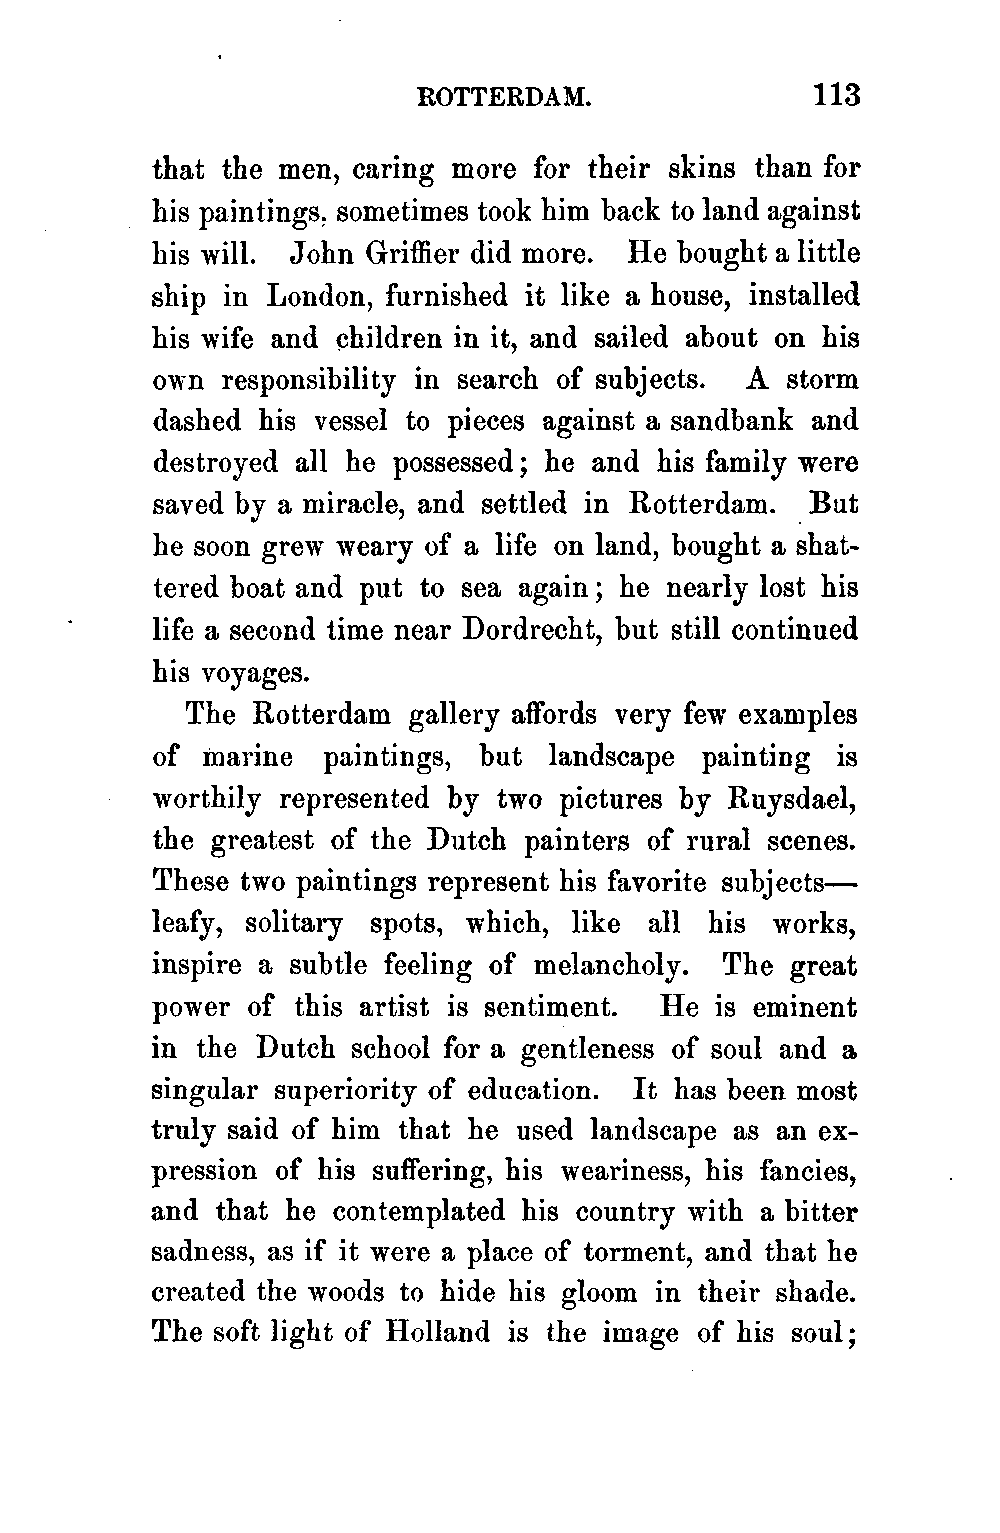 ROTTERDAM. 113
that the men, caring more for their skins than for
his paintings, sometimes took him back to land against
his will. John Griffier did more. He bought a little
ship in London, furnished it like a house, installed
his wife and children in it, and sailed about on his
own responsibility in search of subjects. A storm
dashed his vessel to pieces against a sandbank and
destroyed all he possessed; he and his family were
saved by a miracle, and settled in Rotterdam. But
he soon grew weary of a life on land, bought a shat-
tered boat and put to sea again; he nearly lost his
life a second time near Dordrecht, but still continued
his voyages.
The Rotterdam gallery affords very few examples
of marine paintings, but landscape painting is
worthily represented by two pictures by Ruysdael,
the greatest of the Dutch painters of rural scenes.
These two paintings represent his favorite subjects—
leafy, solitary spots, which, like all his works,
inspire a subtle feeling of melancholy. The great
power of this artist is sentiment. He is eminent
in the Dutch school for a gentleness of soul and a
singular superiority of education. It has been most
truly said of him that he used landscape as an ex-
pression of his suffering, his weariness, his fancies,
and that he contemplated his country with a bitter
sadness, as if it were a place of torment, and that he
created the woods to hide his gloom in their shade.
The soft light of Holland is the image of his soul;